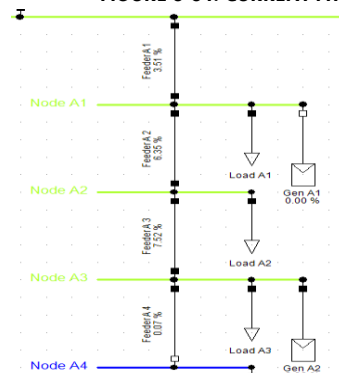 Feeder A 1
3.51 %
Node A1
Feeder A 2
6.35 %
Load A1
Gen A1
0.00 %
Node A2
Feeder A 3
7.52 %
Load A2
Node A3
Feeder A 4
0.07 %
Load A3
Gen A2
Node A4